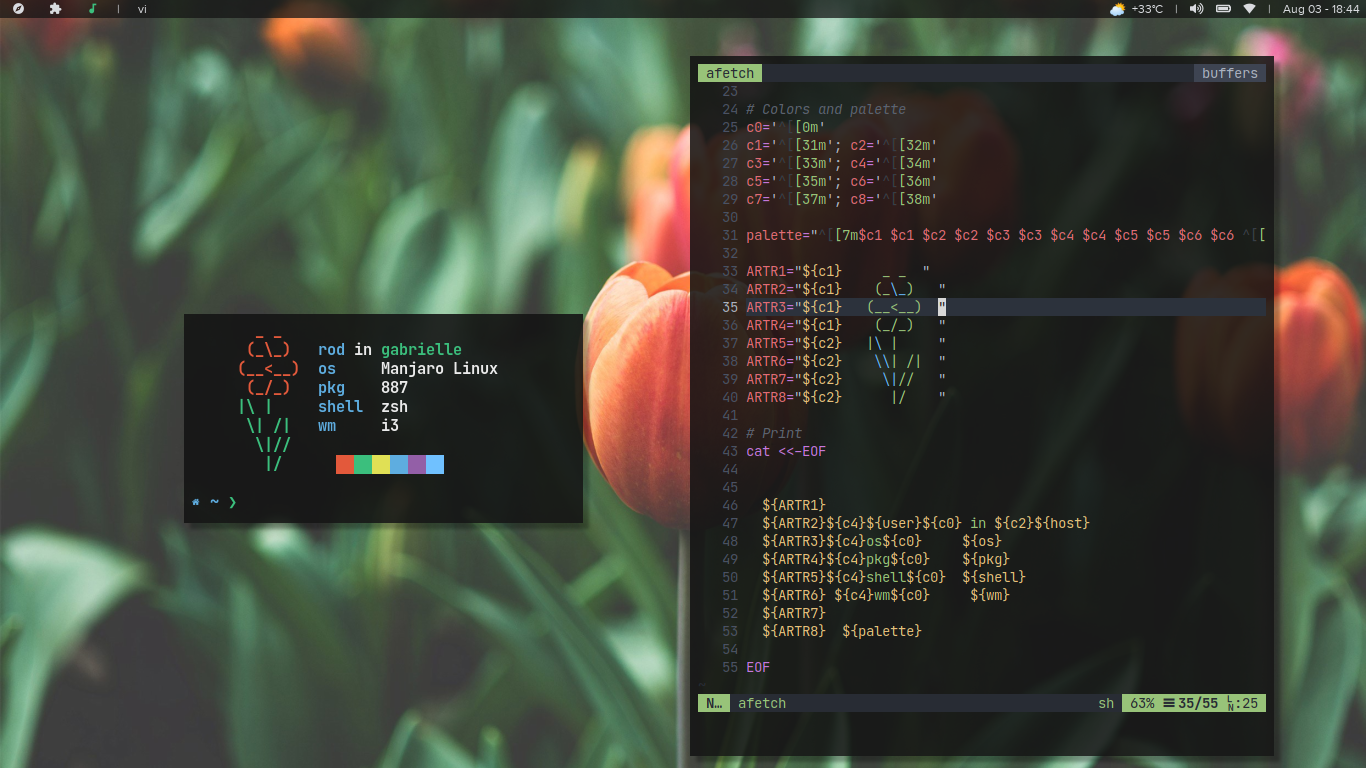 vi
+33℃ | Aug 03 - 18:44
 _ _
(_\_)   rod in gabrielle
(__<__)  os     Manjaro Linux
(_/_)   pkg    887
|\ |     shell  zsh
 \| /|   wm     i3
  \|//
   |/
~ ❯
afetch buffers
23
24 # Colors and palette
25 c0='^[[0m'
26 c1='^[[31m'; c2='^[[32m'
27 c3='^[[33m'; c4='^[[34m'
28 c5='^[[35m'; c6='^[[36m'
29 c7='^[[37m'; c8='^[[38m'
30
31 palette="^[[7m$c1 $c1 $c2 $c2 $c3 $c3 $c4 $c4 $c5 $c5 $c6 $c6 ^[[
32
33 ARTR1="${c1}     _ _  "
34 ARTR2="${c1}    (_\_)   "
35 ARTR3="${c1}   (__<__)  "
36 ARTR4="${c1}    (_/_)   "
37 ARTR5="${c2}   |\ |     "
38 ARTR6="${c2}    \\| /|  "
39 ARTR7="${c2}     \|//   "
40 ARTR8="${c2}      |/    "
41
42 # Print
43 cat <<-EOF
44
45
46   ${ARTR1}
47   ${ARTR2}${c4}${user}${c0} in ${c2}${host}
48   ${ARTR3}${c4}os${c0}     ${os}
49   ${ARTR4}${c4}pkg${c0}    ${pkg}
50   ${ARTR5}${c4}shell${c0}  ${shell}
51   ${ARTR6} ${c4}wm${c0}     ${wm}
52   ${ARTR7}
53   ${ARTR8}  ${palette}
54
55 EOF
N… afetch sh 63% ☰ 35/55 LN:25